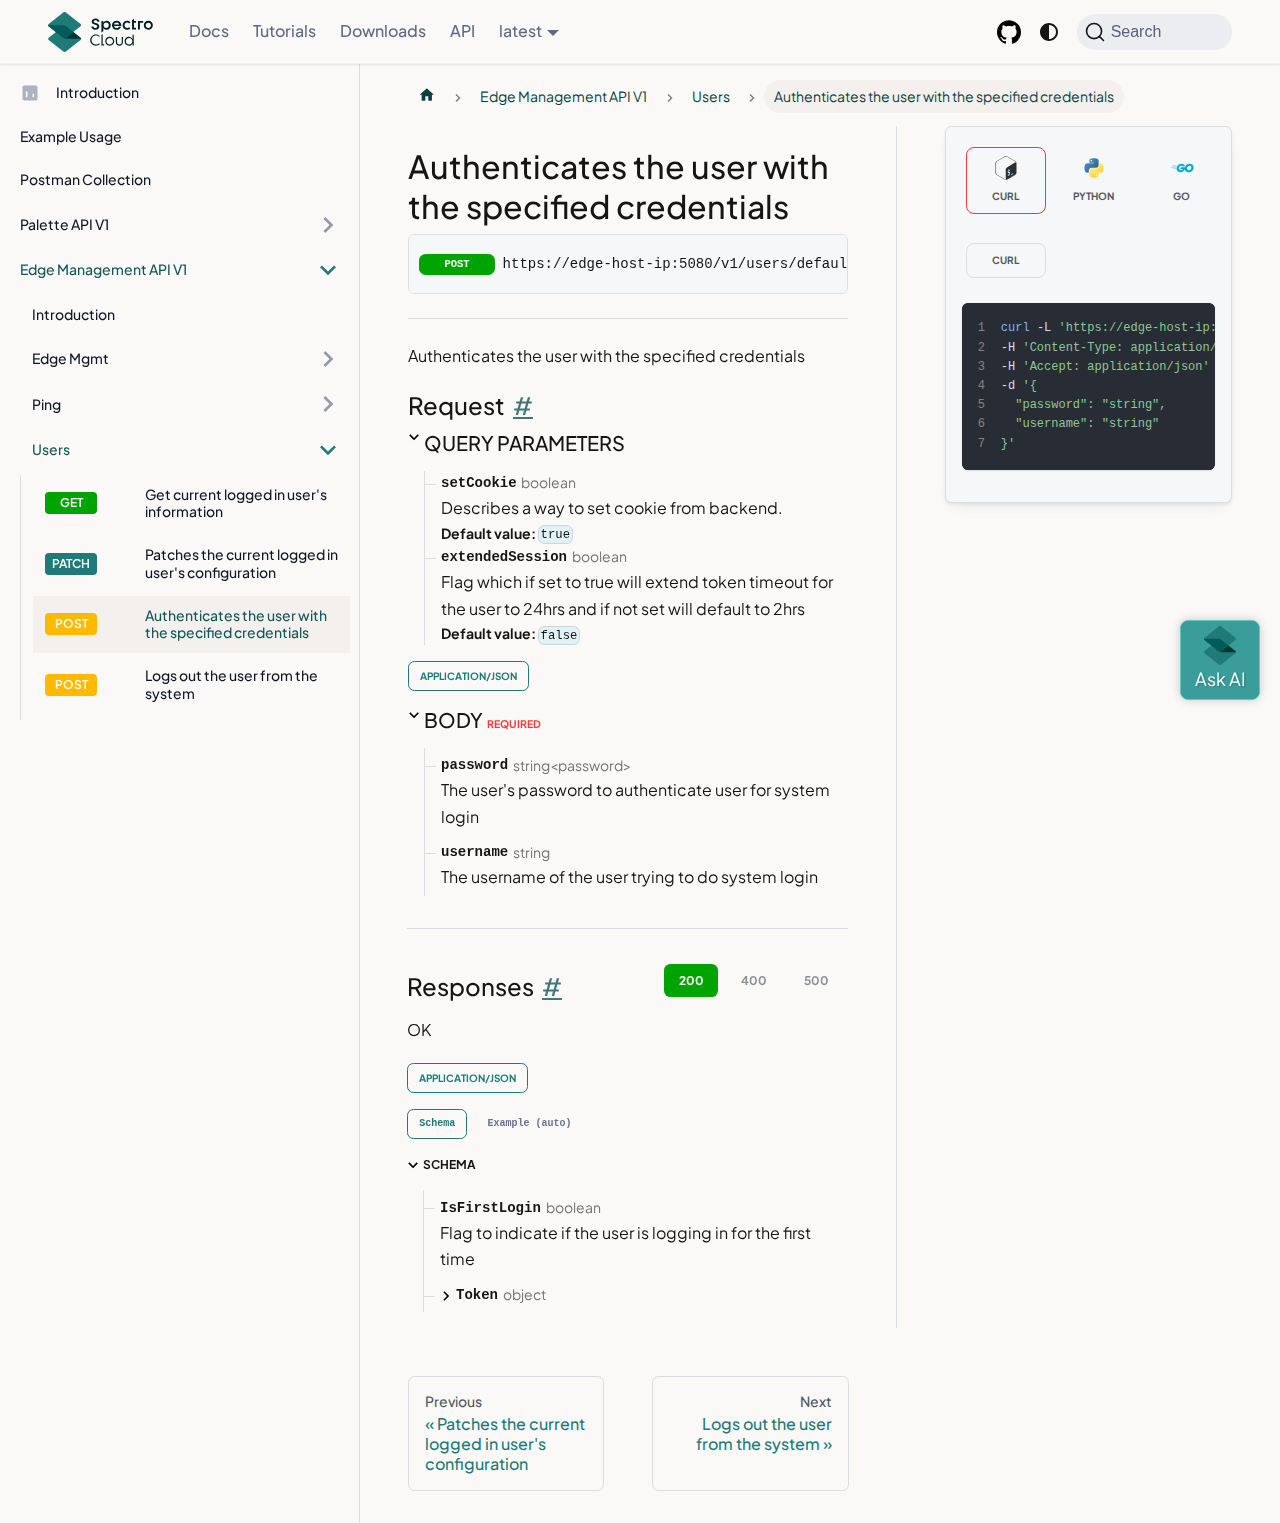 Spectro Cloud
Docs
Tutorials
Downloads
API
latest
Search
Introduction
Example Usage
Postman Collection
Palette API V1
Edge Management API V1
Introduction
Edge Mgmt
Ping
Users
GET
Get current logged in user's
information
PATCH
Patches the current logged in
user's configuration
POST
Authenticates the user with
the specified credentials
POST
Logs out the user from the
system
Edge Management API V1
Users
Authenticates the user with the specified credentials
Authenticates the user with
the specified credentials
POST
https://edge-host-ip:5080/v1/users/defaul
Authenticates the user with the specified credentials
Request #
QUERY PARAMETERS
setCookie boolean
Describes a way to set cookie from backend.
Default value: true
extendedSession boolean
Flag which if set to true will extend token timeout for
the user to 24hrs and if not set will default to 2hrs
Default value: false
APPLICATION/JSON
BODY REQUIRED
password string<password>
The user's password to authenticate user for system
login
username string
The username of the user trying to do system login
Responses #
200
400
500
OK
APPLICATION/JSON
Schema
Example (auto)
SCHEMA
IsFirstLogin boolean
Flag to indicate if the user is logging in for the first
time
Token object
Previous
« Patches the current
logged in user's
configuration
Next
Logs out the user
from the system »
CURL
PYTHON
GO
GO
CURL
1 curl -L 'https://edge-host-ip:
2 -H 'Content-Type: application/
3 -H 'Accept: application/json'
4 -d '{
5 "password": "string",
6 "username": "string"
7 }'
Ask AI